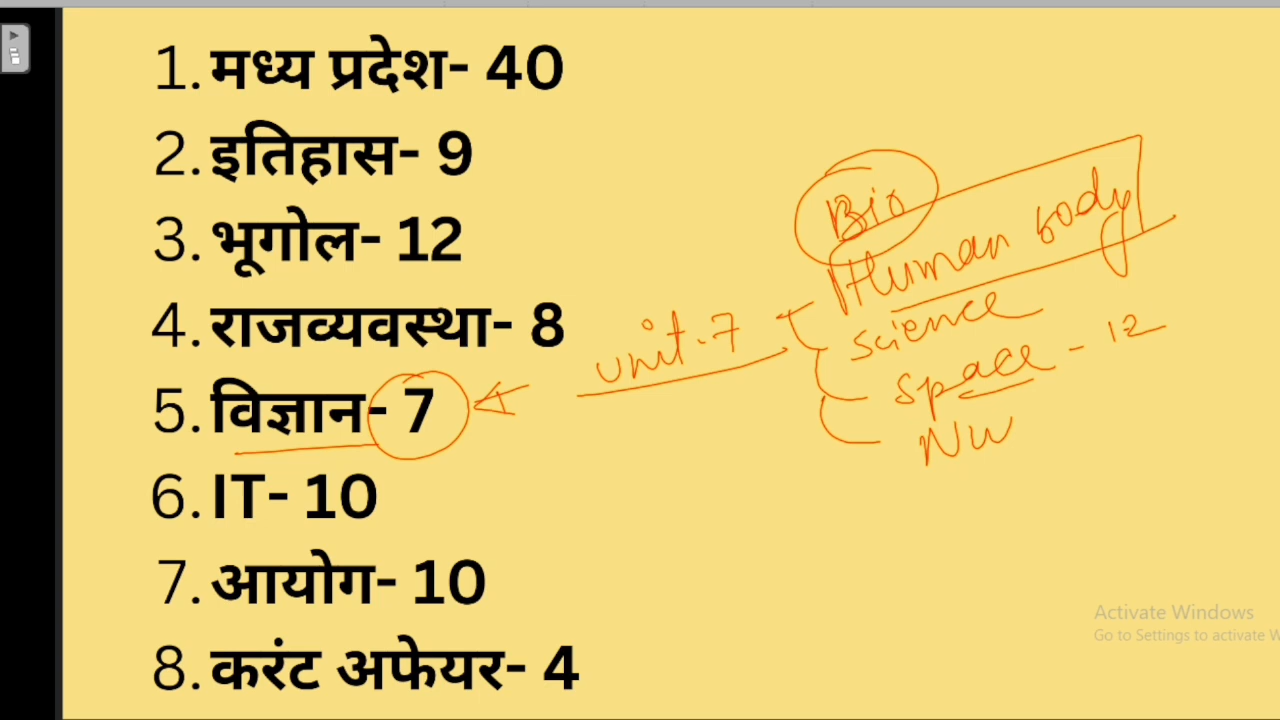 1. मध्य प्रदेश- 40
2. इतिहास- 9
3. भूगोल- 12
4. राजव्यवस्था- 8
5. विज्ञान- 7
6. IT- 10
7. आयोग- 10
8. करंट अफेयर- 4
unit.7
Bio
Human body
science
space - 12
NW
Activate Windows
Go to Settings to activate W